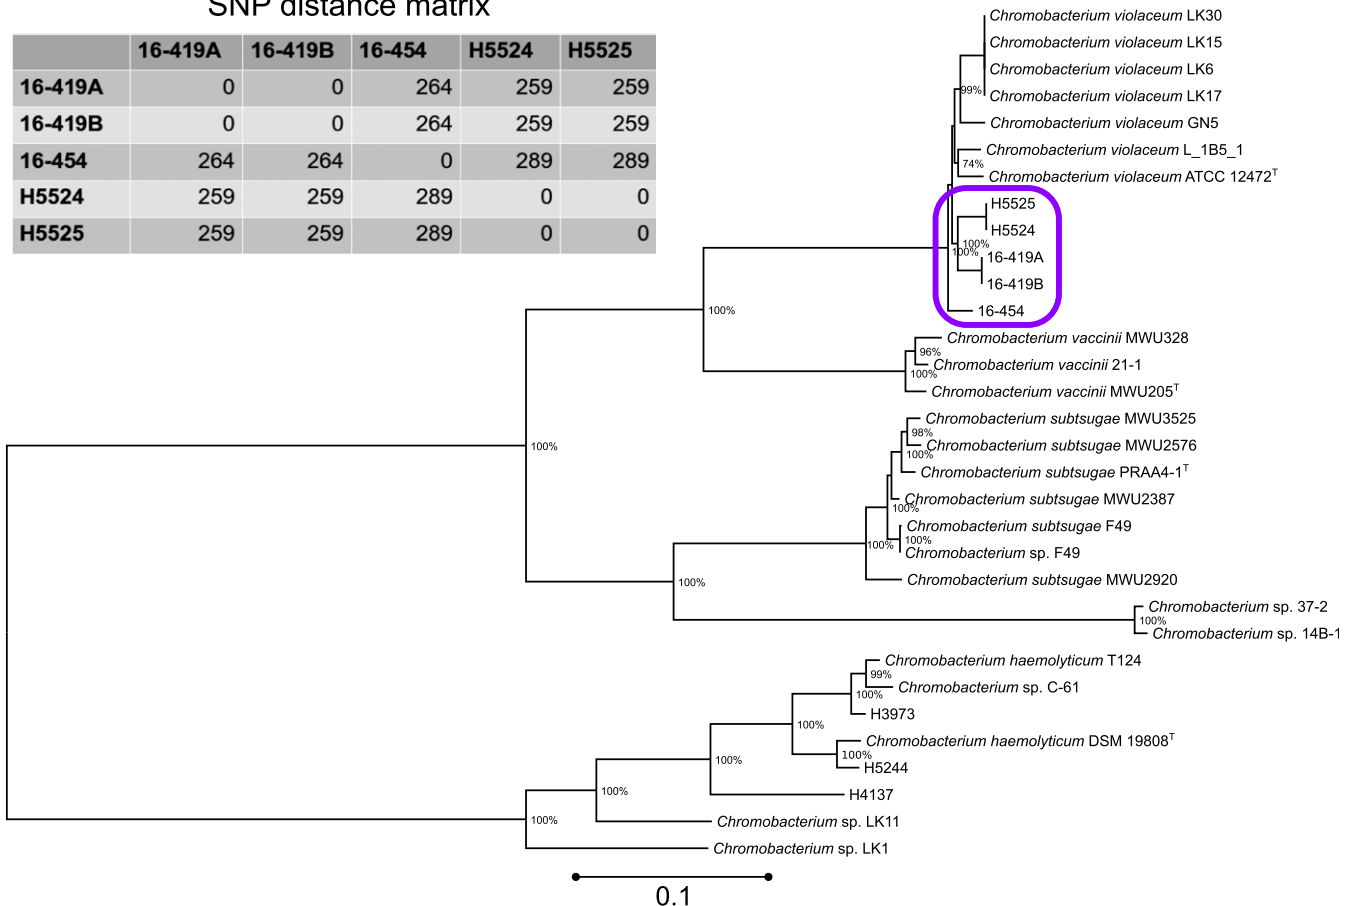 SNP distance matrix
16-419A 16-419B 16-454 H5524 H5525
16-419A 0 0 264 259 259
16-419B 0 0 264 259 259
16-454 264 264 0 289 289
H5524 259 259 289 0 0
H5525 259 259 289 0 0
Chromobacterium violaceum LK30
Chromobacterium violaceum LK15
Chromobacterium violaceum LK6
99%
Chromobacterium violaceum LK17
Chromobacterium violaceum GN5
Chromobacterium violaceum L_1B5_1
74%
Chromobacterium violaceum ATCC 12472T
H5525
H5524
100%
100%
16-419A
16-419B
16-454
100%
Chromobacterium vaccinii MWU328
96%
Chromobacterium vaccinii 21-1
100%
Chromobacterium vaccinii MWU205T
Chromobacterium subtsugae MWU3525
98%
Chromobacterium subtsugae MWU2576
100%
100%
Chromobacterium subtsugae PRAA4-1T
Chromobacterium subtsugae MWU2387
100%
Chromobacterium subtsugae F49
100%
100%
Chromobacterium sp. F49
Chromobacterium subtsugae MWU2920
100%
Chromobacterium sp. 37-2
100%
Chromobacterium sp. 14B-1
Chromobacterium haemolyticum T124
99%
Chromobacterium sp. C-61
100%
H3973
100%
Chromobacterium haemolyticum DSM 19808T
100%
100%
H5244
100%
H4137
Chromobacterium sp. LK11
100%
Chromobacterium sp. LK1
0.1